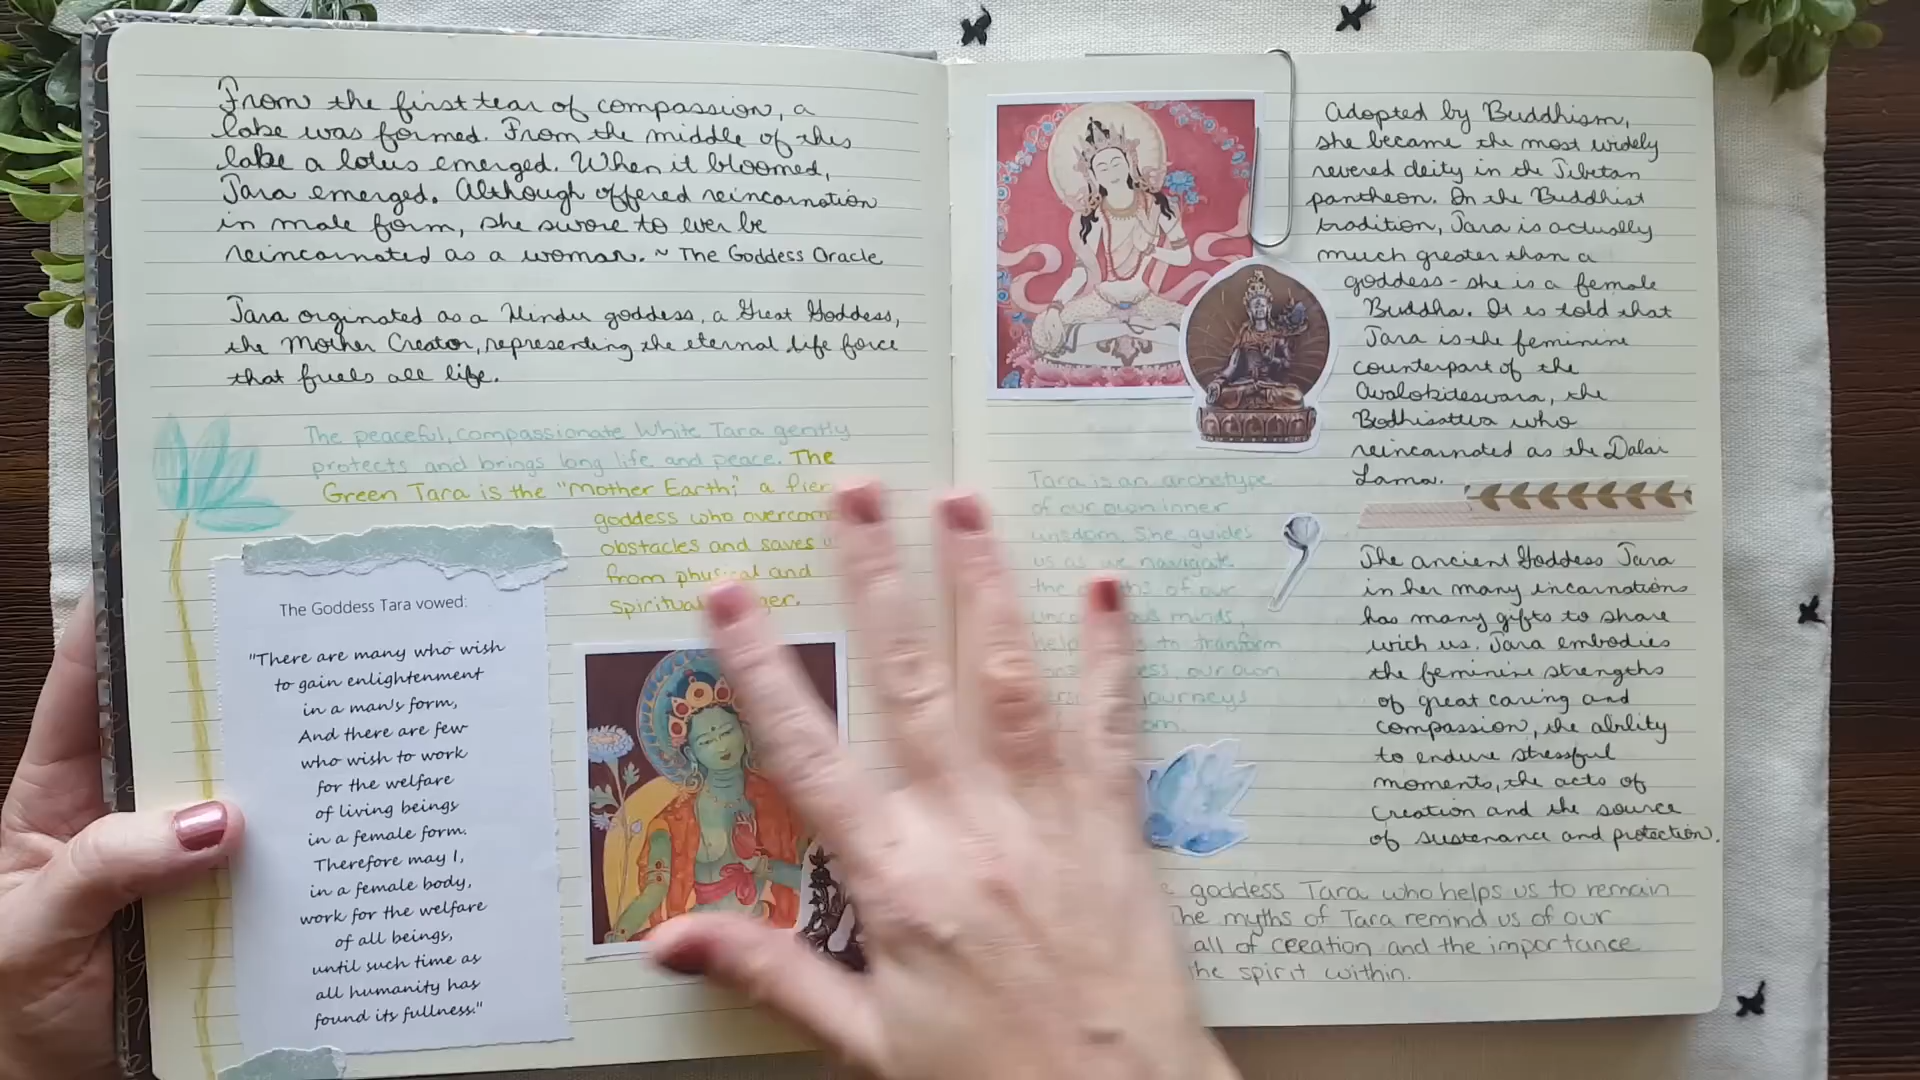 From the first tear of compassion, a
lake was formed. From the middle of this
lake a lotus emerged. When it bloomed,
Tara emerged. Although offered reincarnation
in male form, she swore to ever be
reincarnated as a woman. ~ The Goddess Oracle
Tara orginated as a Hindu goddess, a Great Goddess,
the Mother Creator, representing the eternal life force
that fuels all life.
The peaceful, compassionate White Tara gently
protects and brings long life and peace. The
Green Tara is the "Mother Earth," a
goddess who
obstacles and saves
from physical and
spiritual
The Goddess Tara vowed:
"There are many who wish
to gain enlightenment
in a man's form,
And there are few
who wish to work
for the welfare
of living beings
in a female form.
Therefore may I,
in a female body,
work for the welfare
of all beings,
until such time as
all humanity has
found its fullness."
Adopted by Buddhism,
she became the most widely
revered deity in the Tibetan
pantheon. In the Buddhist
tradition, Tara is actually
much greater than a
goddess - she is a female
Buddha. It is told that
Tara is the feminine
counterpart of the
Avalokiteswara, the
Bodhisattva who
reincarnated as the Dalai
Lama.
Tara is an archetype
of our own inner
wisdom. She guides
us as we navigate
the of our
minds,
to transform
our own
journeys
The ancient Goddess Tara
in her many incarnations
has many gifts to share
with us. Tara embodies
the feminine strengths
of great caring and
compassion, the ability
to endure stressful
moments, the acts of
creation and the source
of sustenance and protection.
goddess Tara who helps us to remain
The myths of Tara remind us of our
all of creation and the importance
the spirit within.